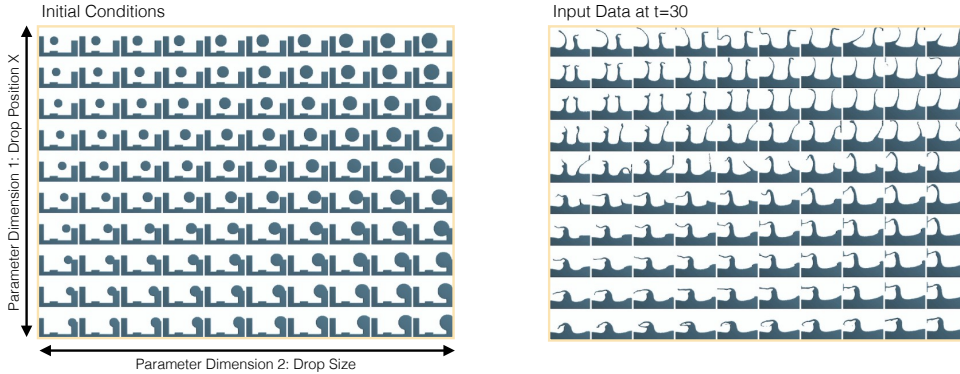 Initial Conditions
Input Data at t=30
Parameter Dimension 1: Drop Position X
Parameter Dimension 2: Drop Size